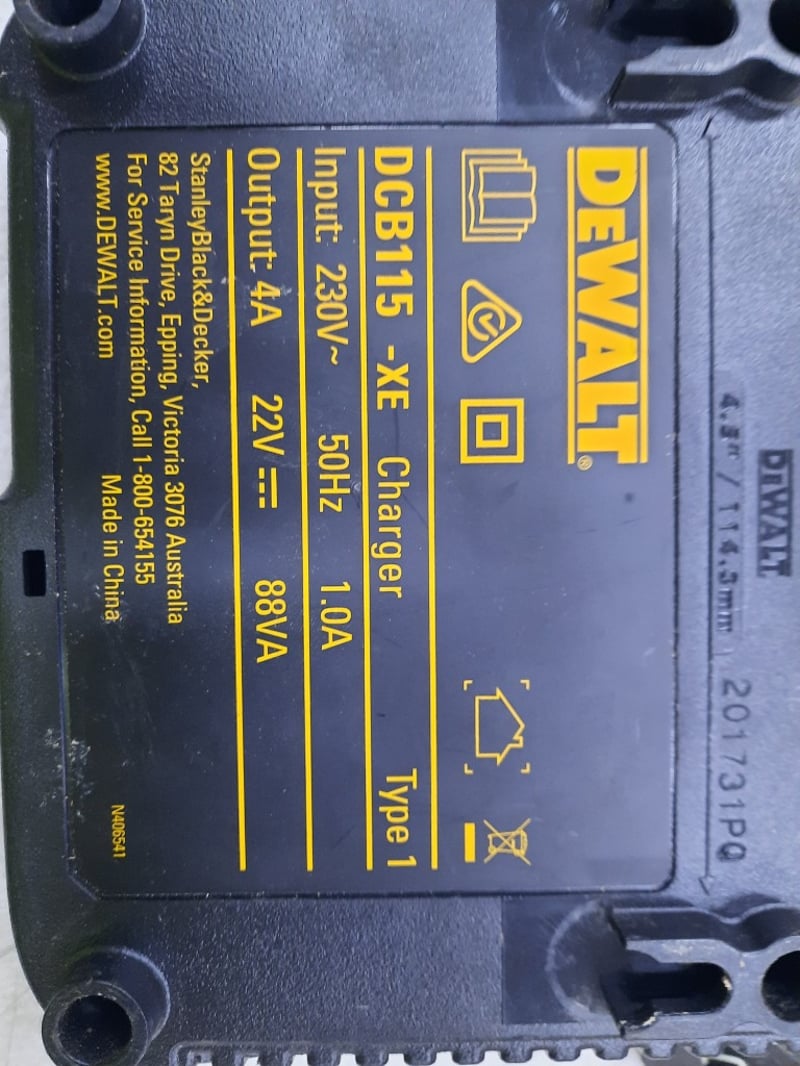 DEWALT
4.5" / 114.3mm
201731PQ
DEWALT®
DCB115 -XE Charger Type 1
Input: 230V~ 50Hz 1.0A
Output: 4A 22V ⎓ 88VA
StanleyBlack&Decker,
82 Taryn Drive, Epping, Victoria 3076 Australia
For Service Information, Call 1-800-654155
www.DEWALT.com Made in China
N406541